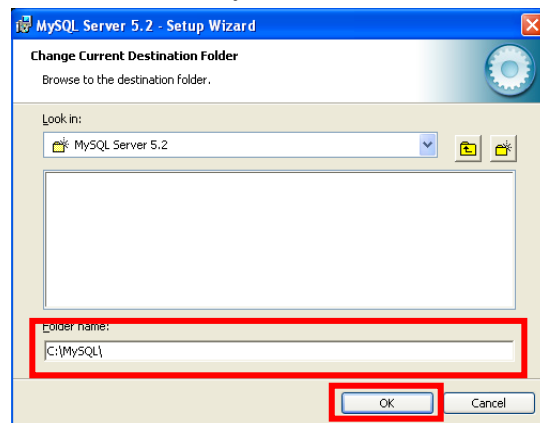 MySQL Server 5.2 - Setup Wizard
Change Current Destination Folder
Browse to the destination folder.
Look in:
MySQL Server 5.2
Folder name:
C:\MySQL\
OK Cancel